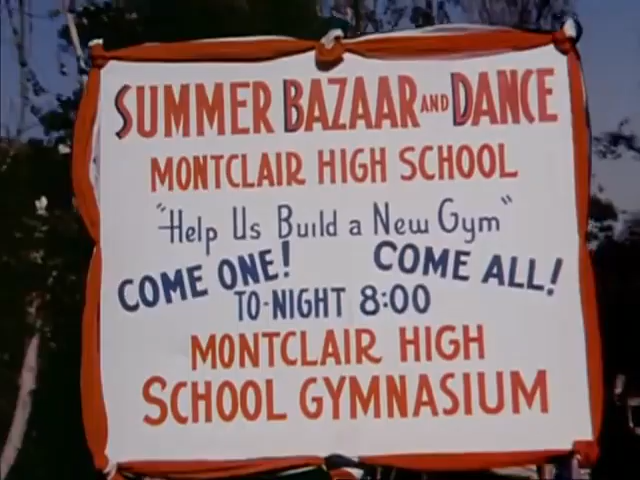 SUMMER BAZAAR AND DANCE
MONTCLAIR HIGH SCHOOL
"Help Us Build a New Gym"
COME ONE! COME ALL!
TO-NIGHT 8:00
MONTCLAIR HIGH
SCHOOL GYMNASIUM